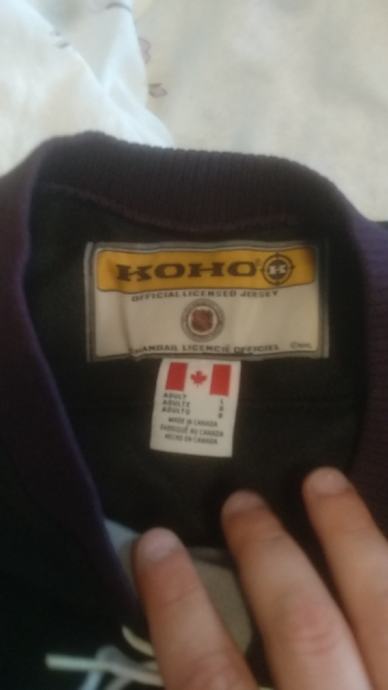 KOHO K
OFFICIAL LICENSED JERSEY
CHANDAIL LICENCIÉ OFFICIEL
ADULT L
ADULTE G
ADULTO G
MADE IN CANADA
FABRIQUÉ AU CANADA
HECHO EN CANADA